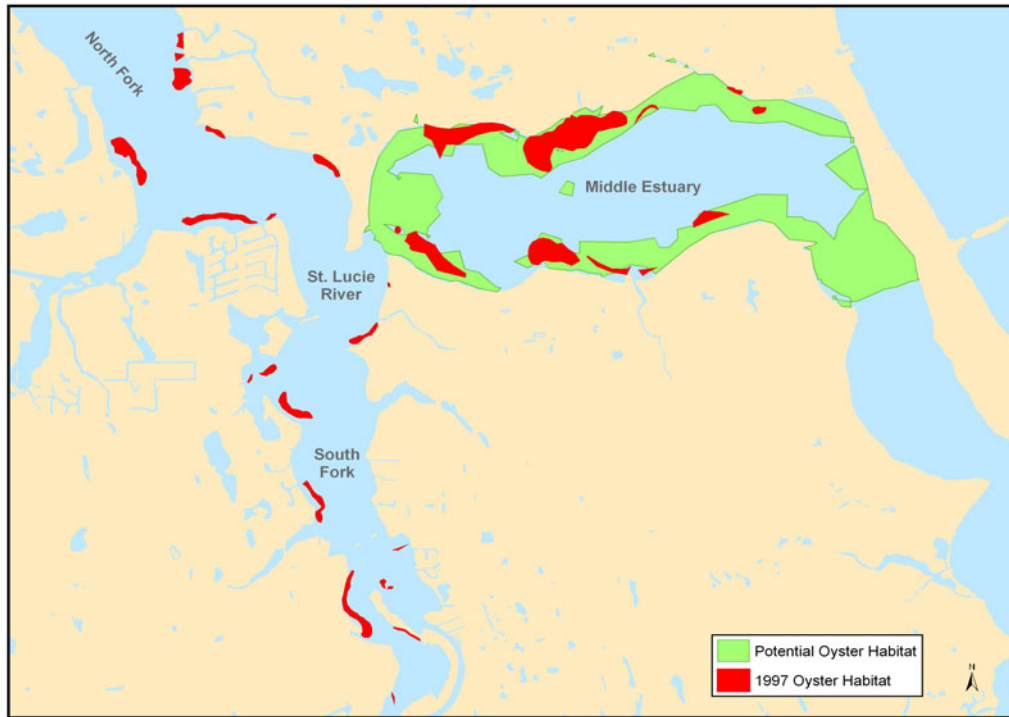 North Fork
Middle Estuary
St. Lucie
River
South
Fork
Potential Oyster Habitat
1997 Oyster Habitat
N